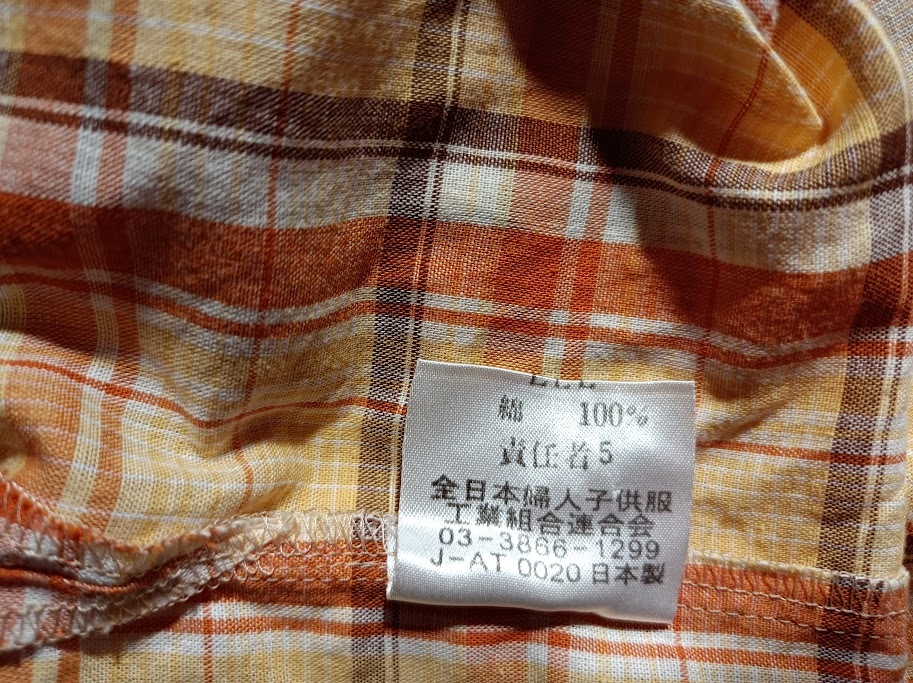 綿 100%
責任者5
全日本婦人子供服
工業組合連合会
03-3866-1299
J-AT 0020 日本製